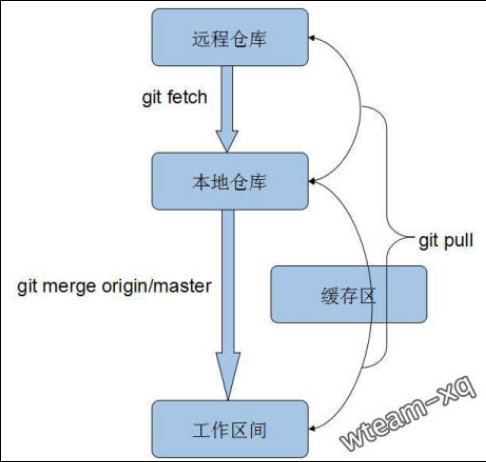 远程仓库
git fetch
本地仓库
git pull
git merge origin/master
缓存区
工作区间
wteam-xq